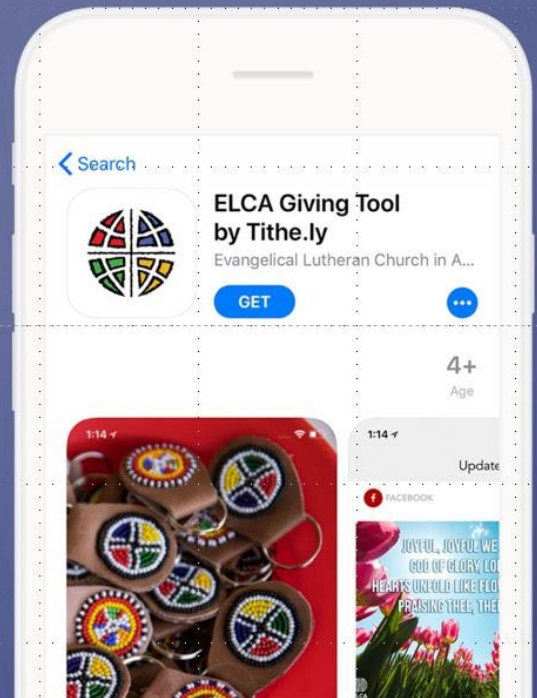 Search
ELCA Giving Tool
by Tithe.ly
Evangelical Lutheran Church in A...
GET
4+
Age
1:14
1:14
Update
FACEBOOK
JOYFUL, JOYFUL WE
GOD OF GLORY, LO
HEARTS UNFOLD LIKE FLO
PRAISING THEE, THE